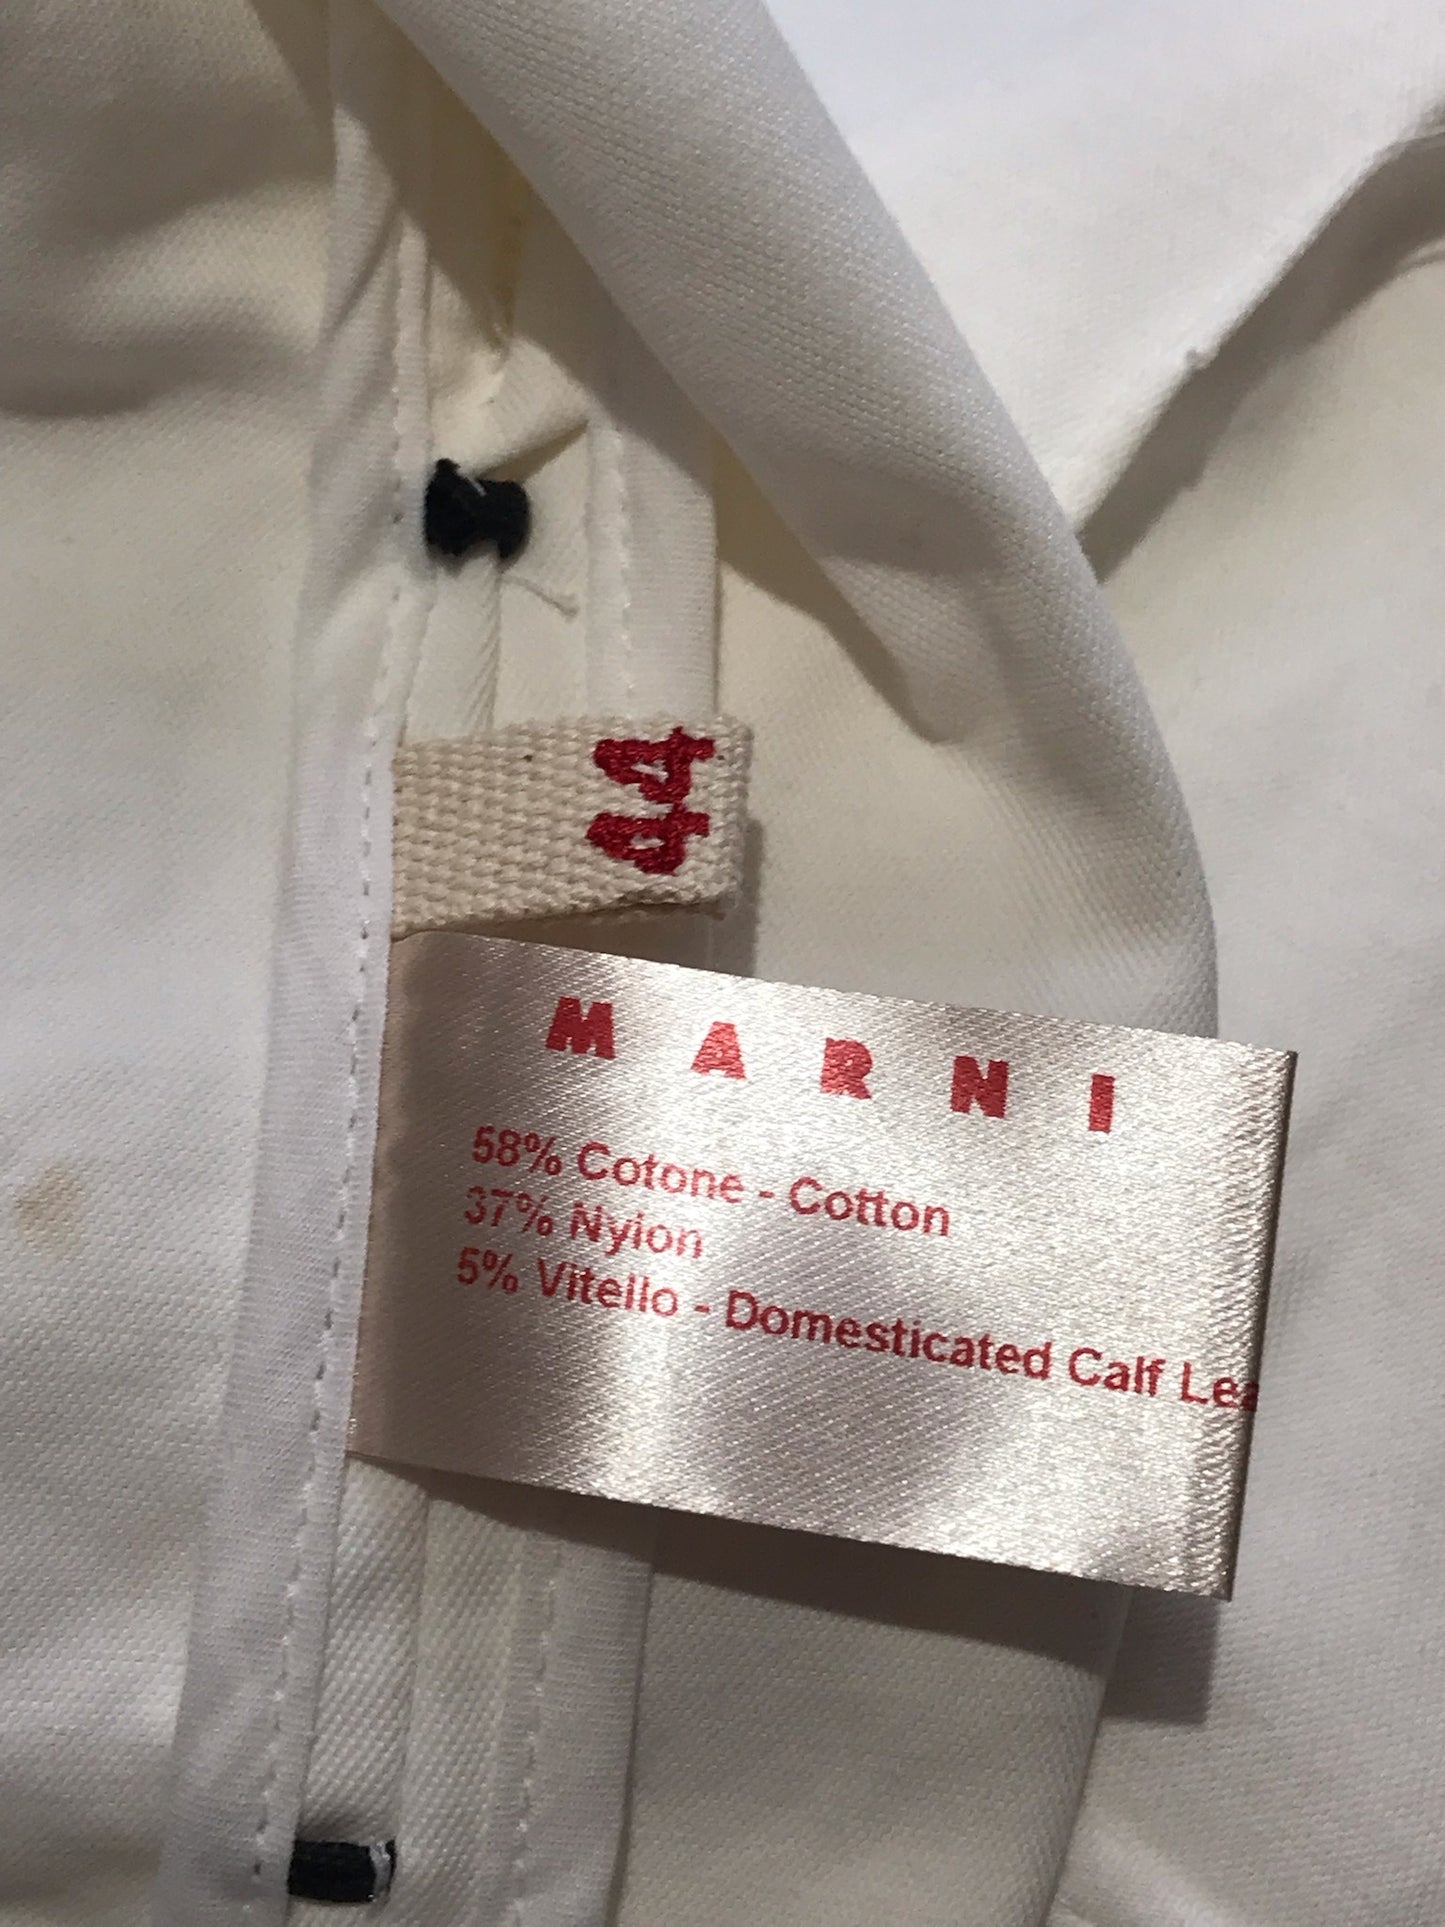 44
MARNI
58% Cotone - Cotton
37% Nylon
5% Vitello - Domesticated Calf Lea